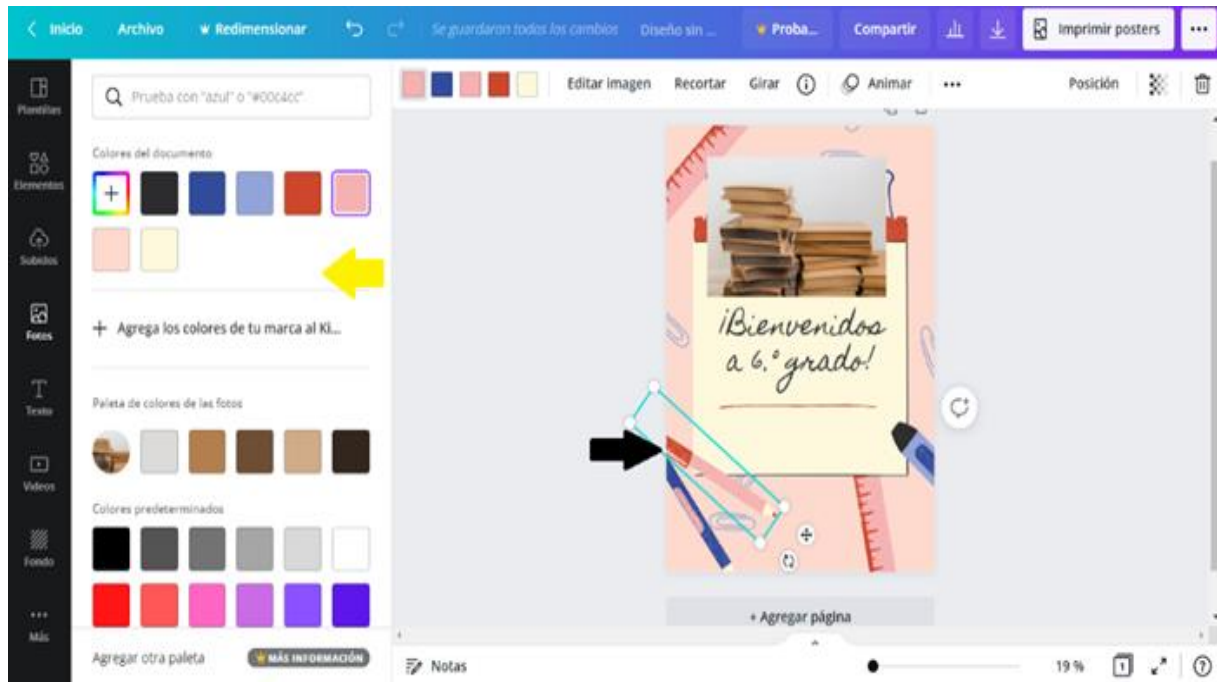 Inicio Archivo Redimensionar Se guardaron todos los cambios Diseño sin ... Proba... Compartir Imprimir posters
Plantillas
Elementos
Subidos
Fotos
Texto
Videos
Fondo
Más
Prueba con "azul" o "#00c4cc"
Colores del documento
+ Agrega los colores de tu marca al Ki...
Paleta de colores de las fotos
Colores predeterminados
Agregar otra paleta MÁS INFORMACIÓN
Editar imagen Recortar Girar Animar ... Posición
¡Bienvenidos
a 6.° grado!
+ Agregar página
Notas 19 % 1